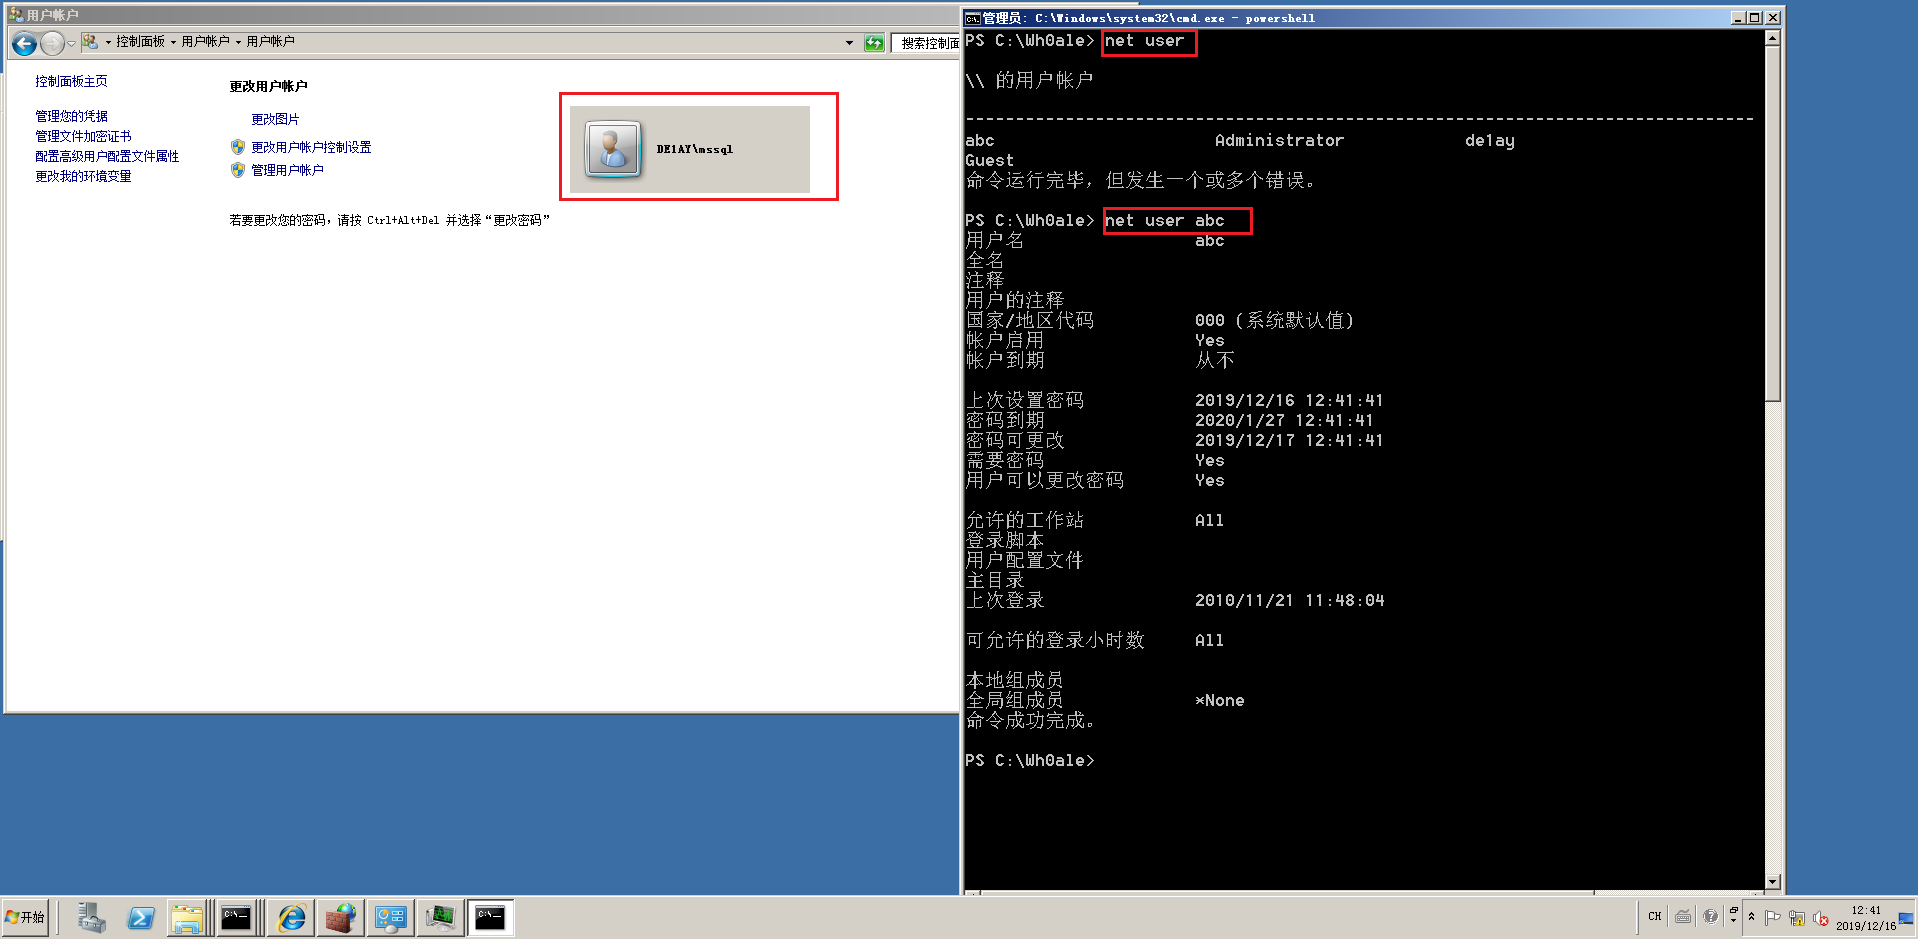 用户帐户
控制面板 用户帐户 用户帐户
搜索控制面
控制面板主页
管理您的凭据
管理文件加密证书
配置高级用户配置文件属性
更改我的环境变量
更改用户帐户
更改图片
更改用户帐户控制设置
管理用户帐户
若要更改您的密码，请按 Ctrl+Alt+Del 并选择“更改密码”
DE1AY\mssql
管理员: C:\Windows\system32\cmd.exe - powershell
PS C:\Wh0ale> net user
\\ 的用户帐户
-------------------------------------------------------------------------------
abc Administrator delay
Guest
命令运行完毕，但发生一个或多个错误。
PS C:\Wh0ale> net user abc
用户名 abc
全名
注释
用户的注释
国家/地区代码 000 (系统默认值)
帐户启用 Yes
帐户到期 从不
上次设置密码 2019/12/16 12:41:41
密码到期 2020/1/27 12:41:41
密码可更改 2019/12/17 12:41:41
需要密码 Yes
用户可以更改密码 Yes
允许的工作站 All
登录脚本
用户配置文件
主目录
上次登录 2010/11/21 11:48:04
可允许的登录小时数 All
本地组成员
全局组成员 *None
命令成功完成。
PS C:\Wh0ale>
开始
CH
12:41
2019/12/16